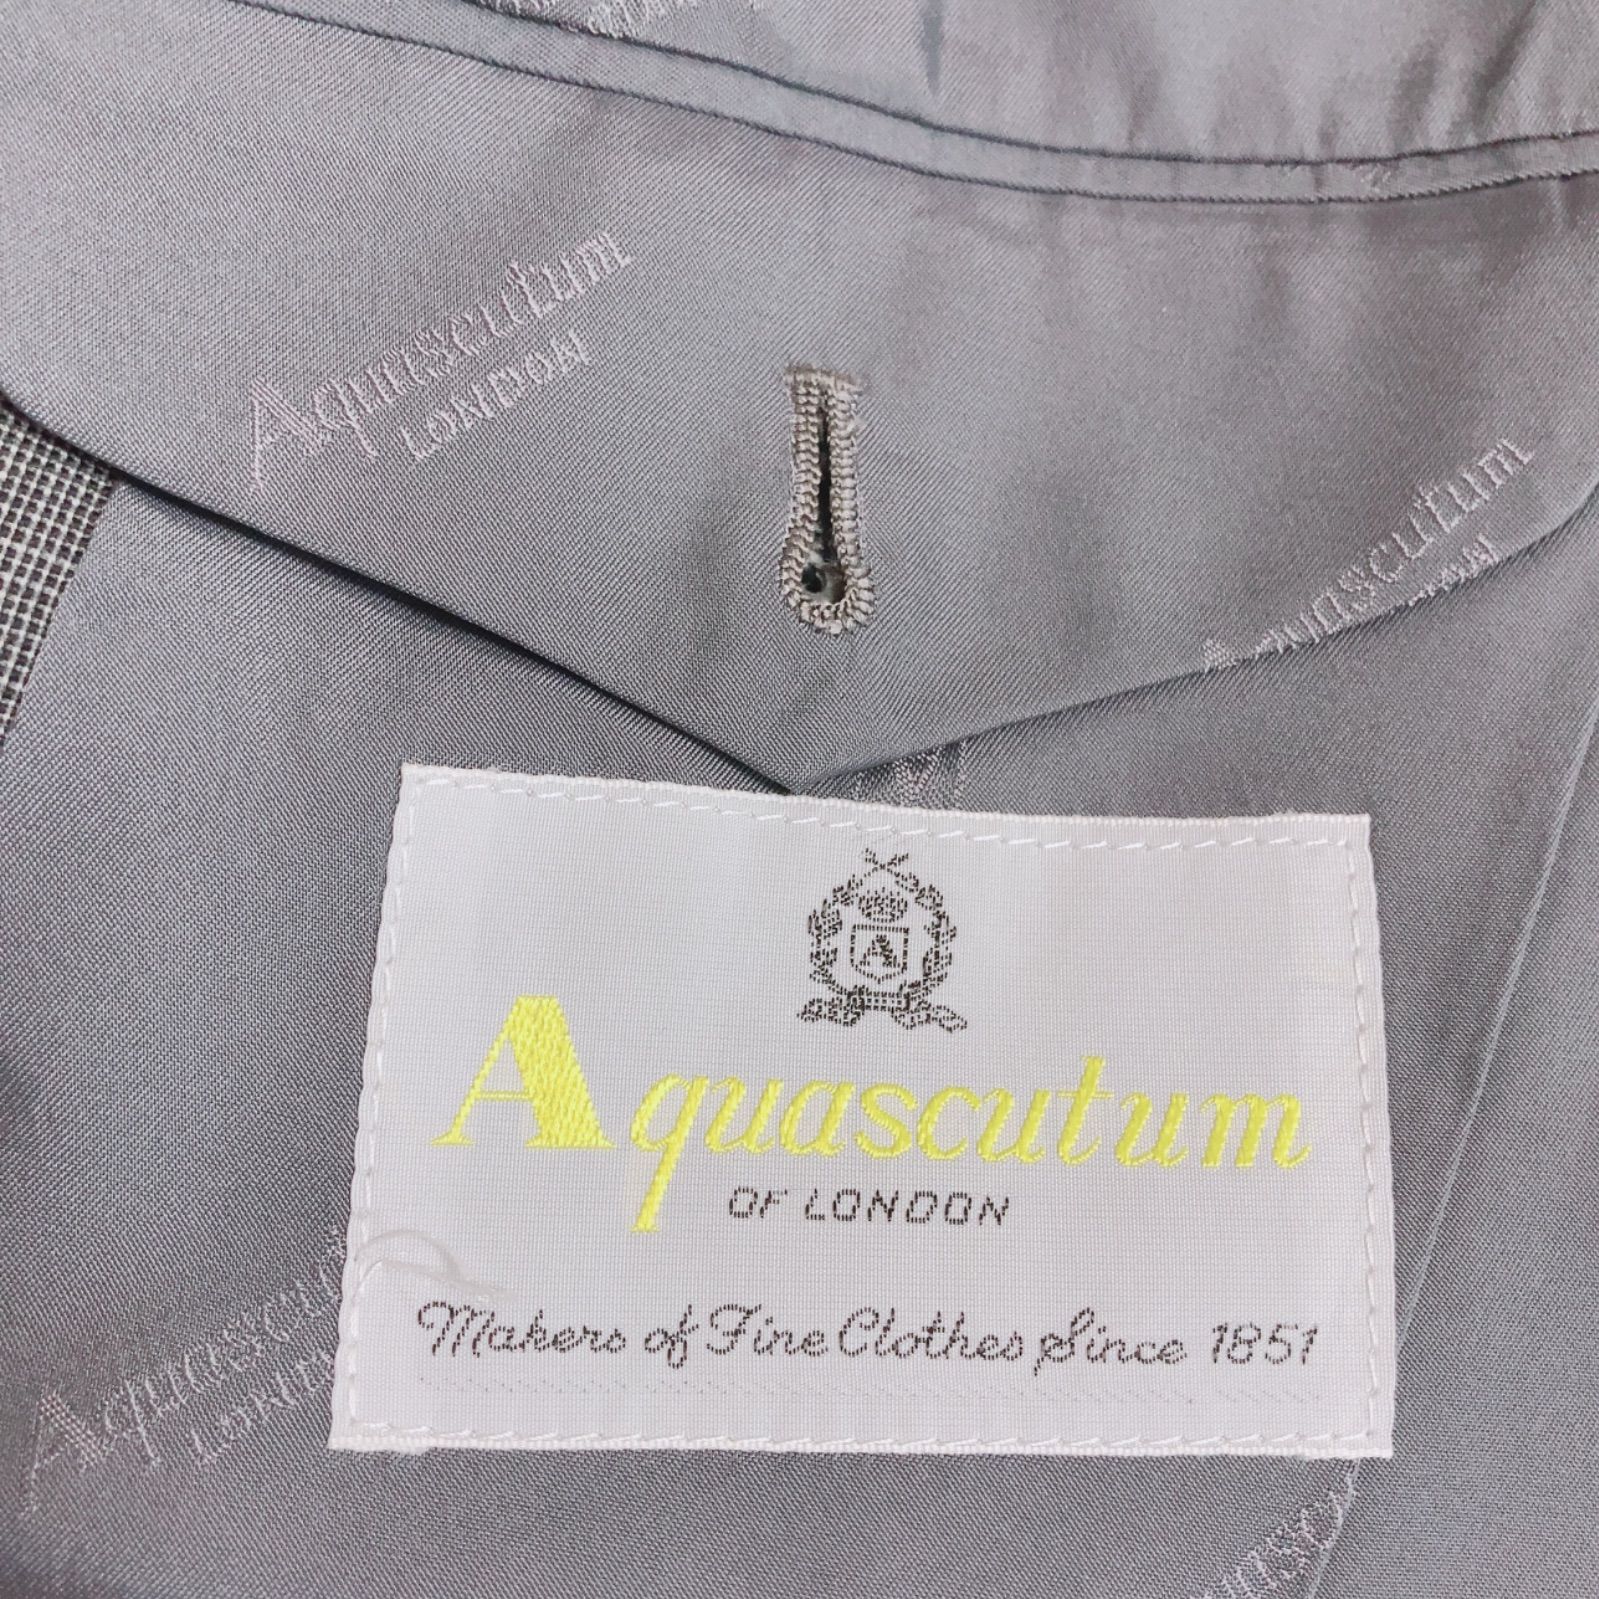 Aquascutum
LONDON
Aquascutum
A
Aquascutum
OF LONDON
Makers of Fine Clothes Since 1851